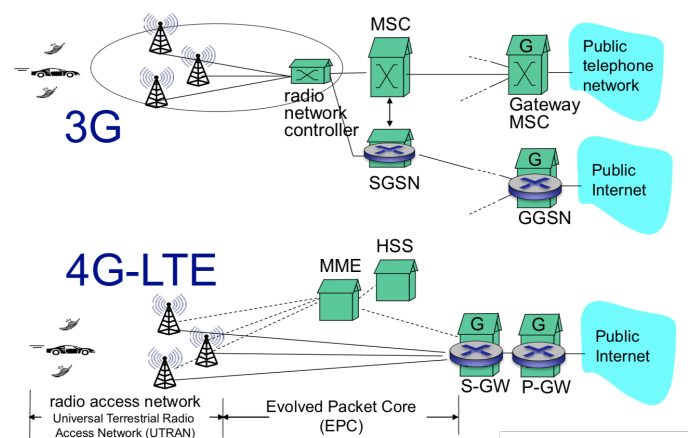 MSC
G
Public
telephone
network
radio
network
controller
Gateway
MSC
3G
SGSN
G
GGSN
Public
Internet
4G-LTE
HSS
MME
G
G
Public
Internet
S-GW
P-GW
radio access network
Universal Terrestrial Radio
Access Network (UTRAN)
Evolved Packet Core
(EPC)